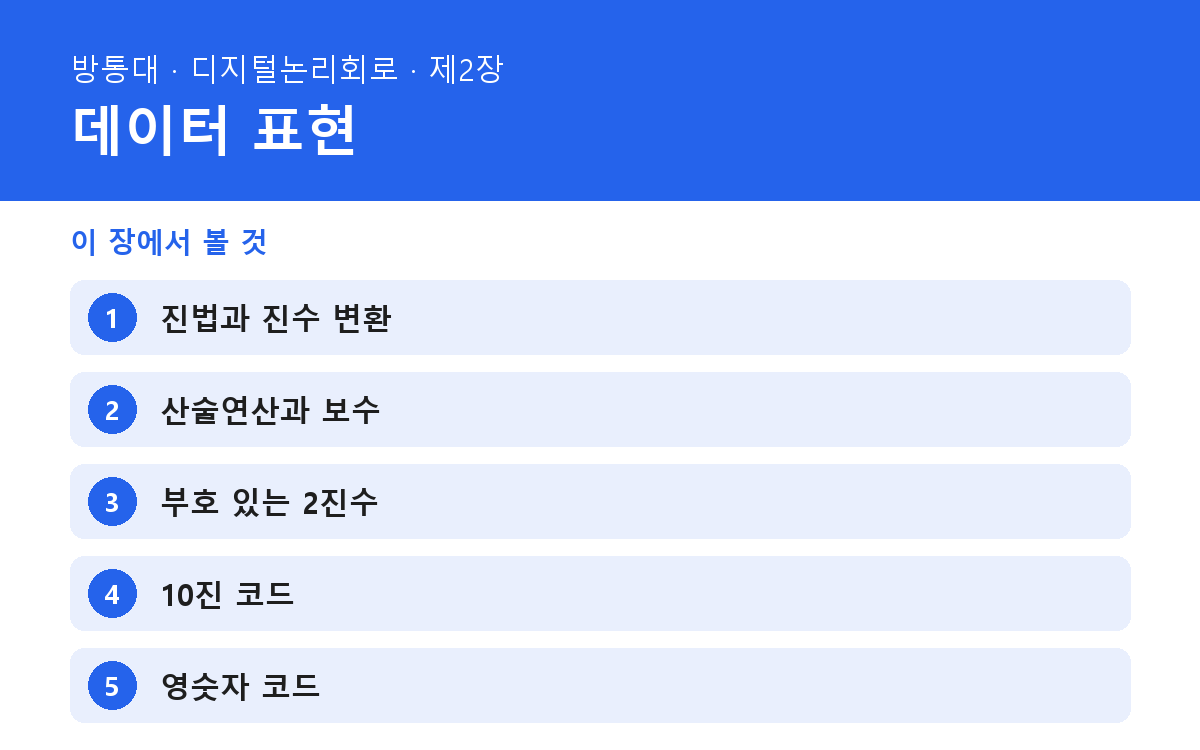 방통대 · 디지털논리회로 · 제2장
데이터 표현
이 장에서 볼 것
1 진법과 진수 변환
2 산술연산과 보수
3 부호 있는 2진수
4 10진 코드
5 영숫자 코드